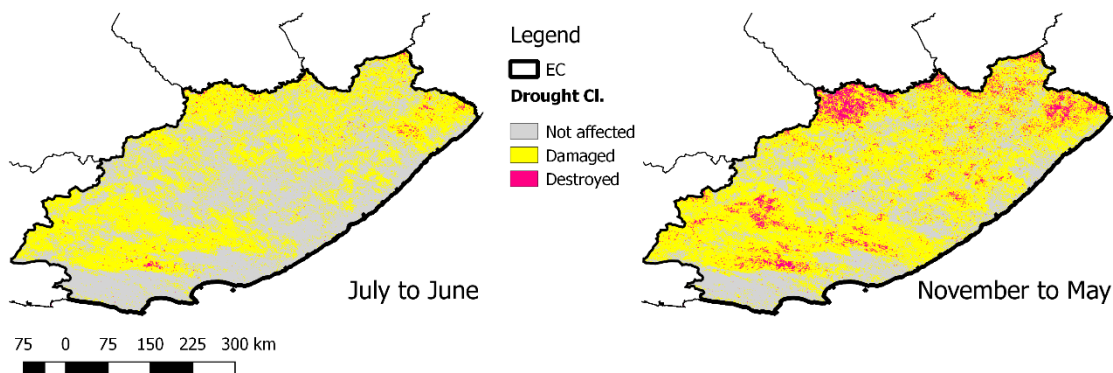 Legend
EC
Drought Cl.
Not affected
Damaged
Destroyed
July to June
November to May
75 0 75 150 225 300 km